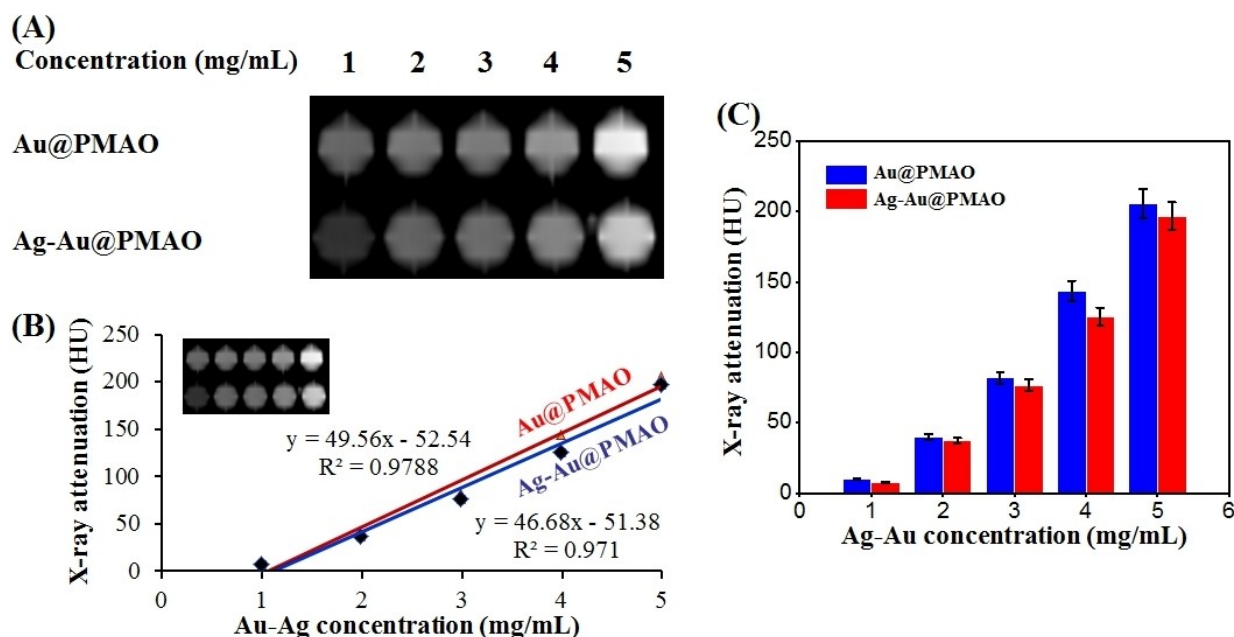 (A)
Concentration (mg/mL) 1 2 3 4 5
Au@PMAO
Ag-Au@PMAO
(B)
X-ray attenuation (HU)
250
200
150
100
50
0
Au@PMAO
y = 49.56x - 52.54
R² = 0.9788
Ag-Au@PMAO
y = 46.68x - 51.38
R² = 0.971
0 1 2 3 4 5
Au-Ag concentration (mg/mL)
(C)
X-ray attenuation (HU)
250
200
150
100
50
0
Au@PMAO
Ag-Au@PMAO
0 1 2 3 4 5 6
Ag-Au concentration (mg/mL)